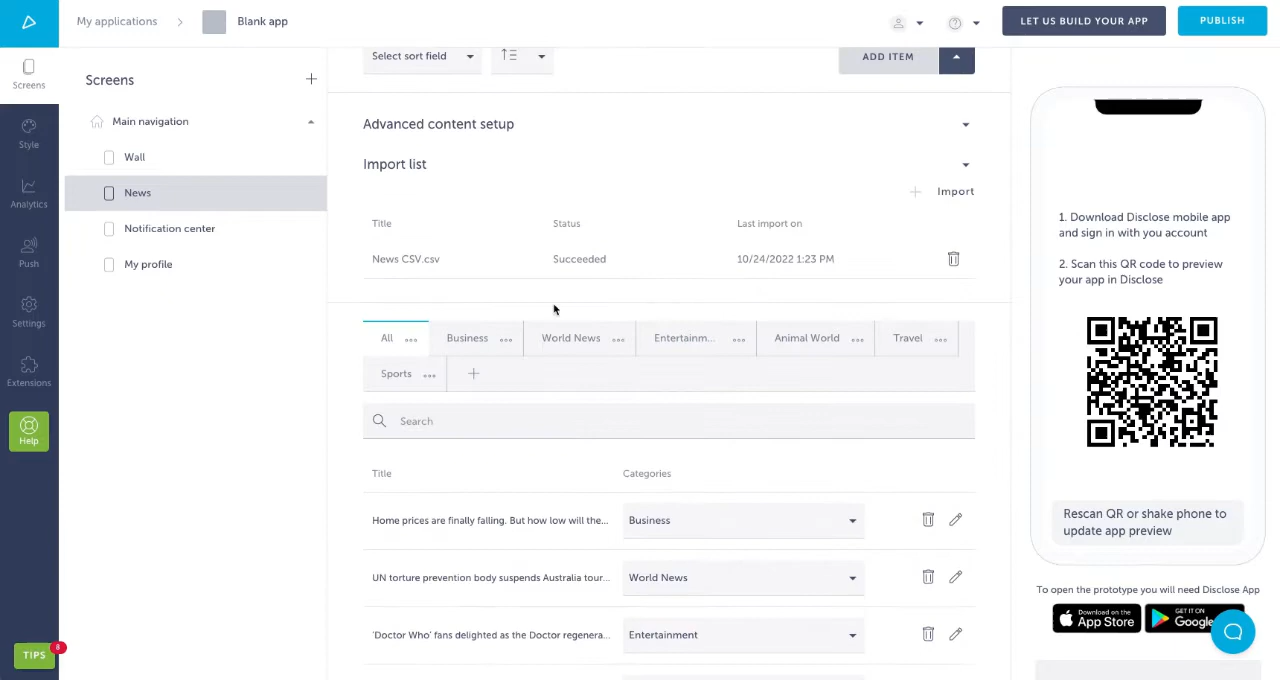 My applications
Blank app
LET US BUILD YOUR APP
PUBLISH
Screens
Style
Analytics
Push
Settings
Extensions
Help
TIPS
8
Screens
Main navigation
Wall
News
Notification center
My profile
Select sort field
ADD ITEM
Advanced content setup
Import list
Import
Title Status Last import on
News CSV.csv Succeeded 10/24/2022 1:23 PM
All Business World News Entertainm... Animal World Travel
Sports
Search
Title Categories
Home prices are finally falling. But how low will the... Business
UN torture prevention body suspends Australia tour... World News
'Doctor Who' fans delighted as the Doctor regenera... Entertainment
1. Download Disclose mobile app
and sign in with you account
2. Scan this QR code to preview
your app in Disclose
Rescan QR or shake phone to
update app preview
To open the prototype you will need Disclose App
Download on the
App Store
GET IT ON
Google